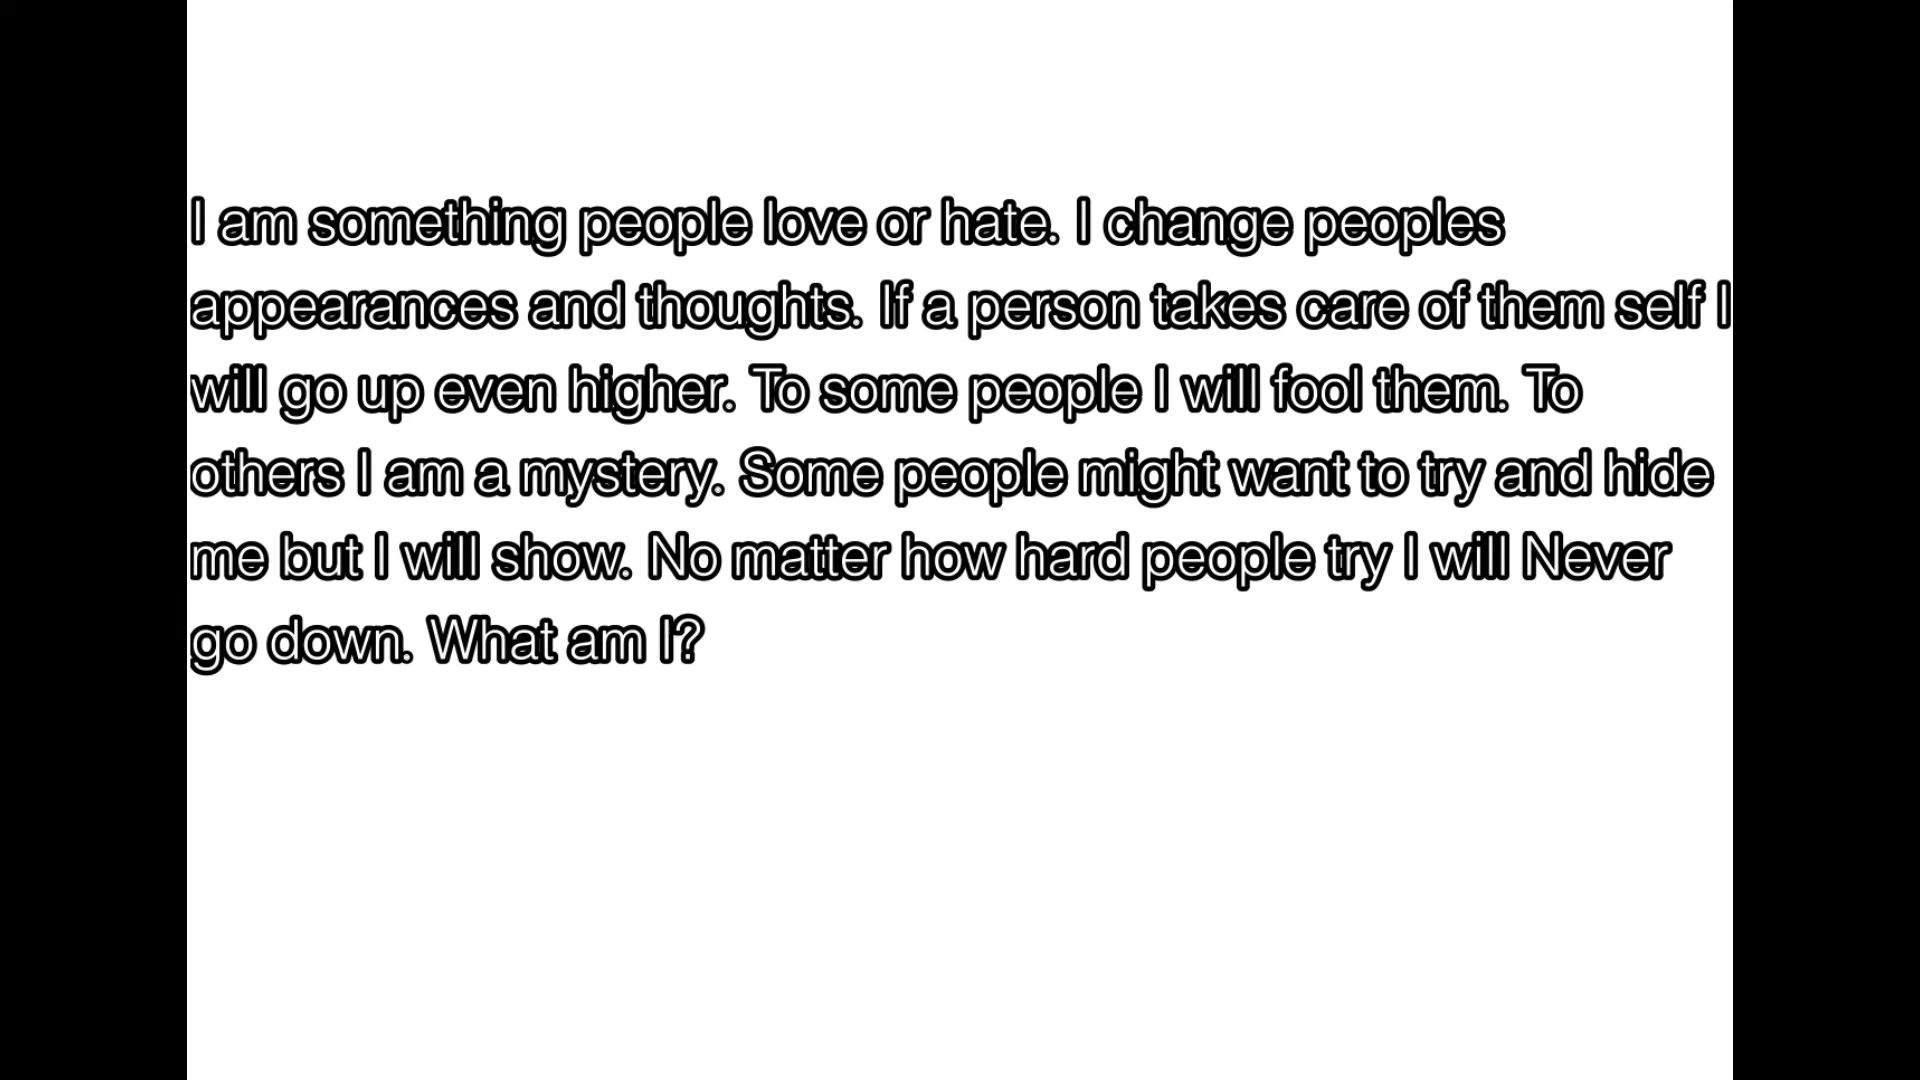 I am something people love or hate. I change peoples
appearances and thoughts. If a person takes care of them self I
will go up even higher. To some people I will fool them. To
others I am a mystery. Some people might want to try and hide
me but I will show. No matter how hard people try I will Never
go down. What am I?